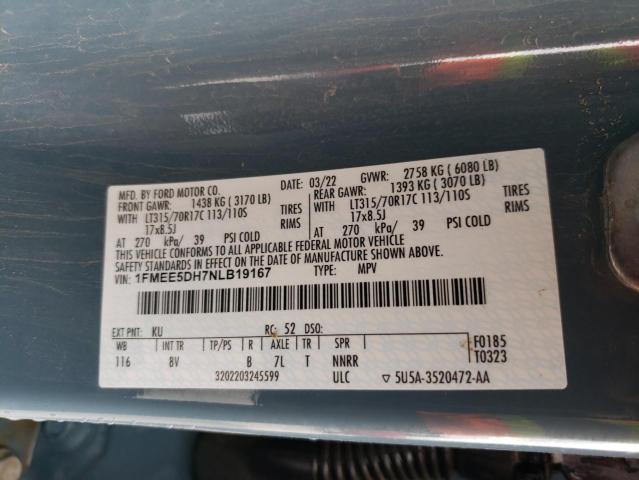 MFD. BY FORD MOTOR CO.
DATE: 03/22 GVWR: 2758 KG (6080 LB)
FRONT GAWR: 1438 KG (3170 LB) REAR GAWR: 1393 KG (3070 LB)
WITH LT315/70R17C 113/110S TIRES WITH LT315/70R17C 113/110S TIRES
17x8.5J RIMS 17x8.5J RIMS
AT 270 kPa/ 39 PSI COLD AT 270 kPa/ 39 PSI COLD
THIS VEHICLE CONFORMS TO ALL APPLICABLE FEDERAL MOTOR VEHICLE
SAFETY STANDARDS IN EFFECT ON THE DATE OF MANUFACTURE SHOWN ABOVE.
VIN: 1FMEE5DH7NLB19167 TYPE: MPV
EXT PNT: KU RC: 52 DSO:
WB INT TR TP/PS R AXLE TR SPR F0185
116 8V B 7L T NNRR T0323
3202203245599 ULC ▽ 5U5A-3520472-AA